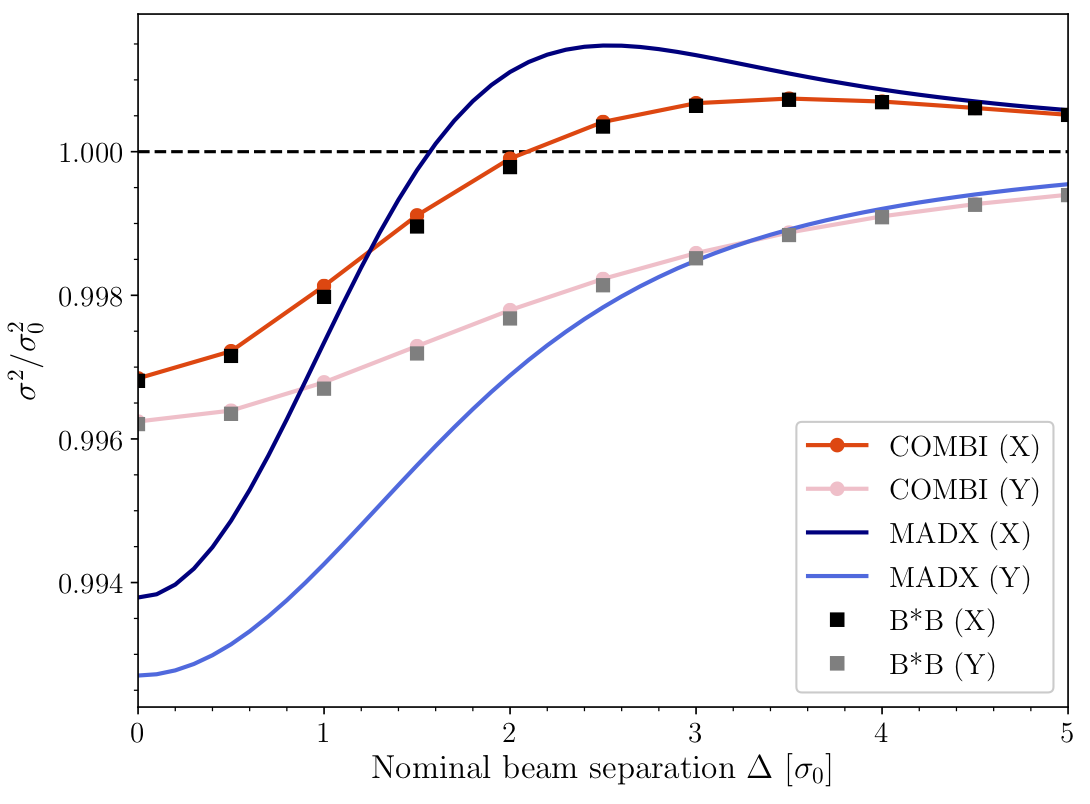 1.000
0.998
0.996
0.994
σ²/σ₀²
0 1 2 3 4 5
Nominal beam separation Δ [σ₀]
COMBI (X)
COMBI (Y)
MADX (X)
MADX (Y)
B*B (X)
B*B (Y)